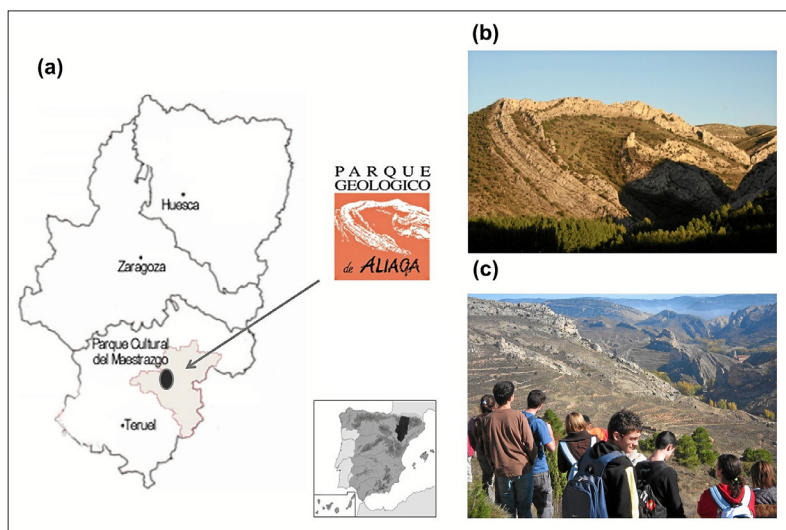 (a)
Huesca
Zaragoza
Parque Cultural
del Maestrazgo
Teruel
PARQUE
GEOLOGICO
de ALIAGA
(b)
(c)